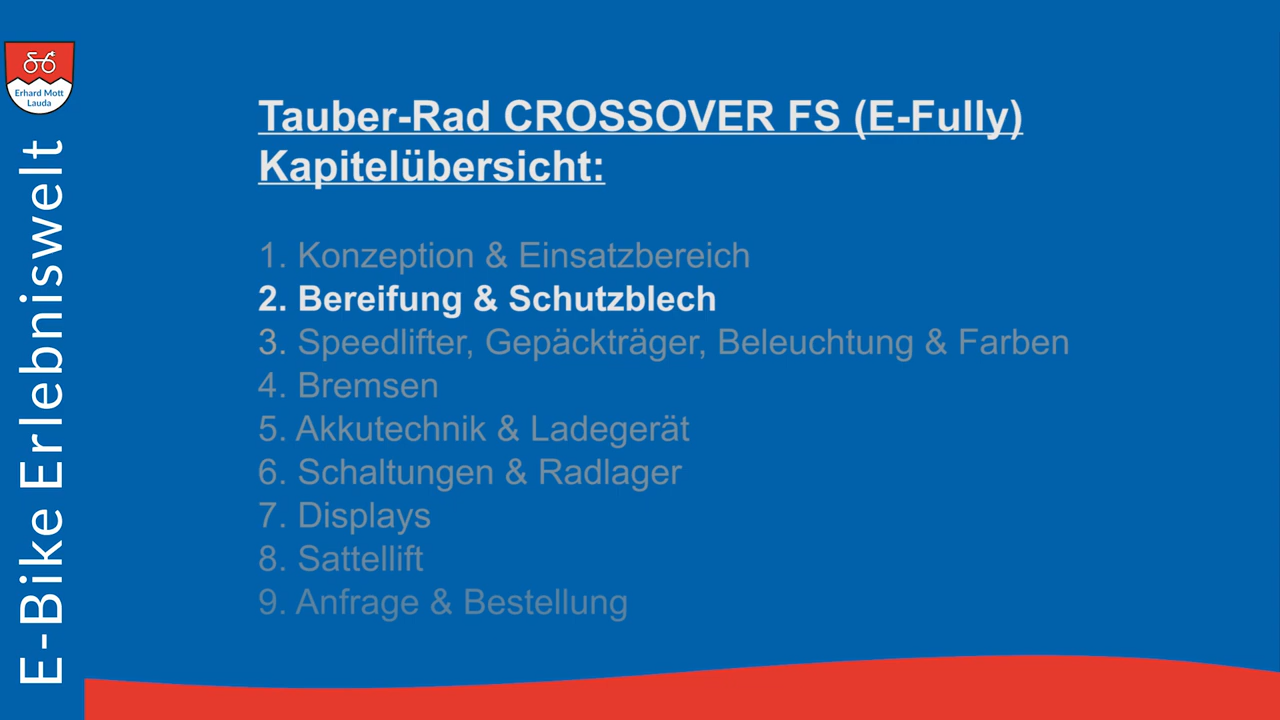 Erhard Mott
Lauda
E-Bike Erlebniswelt
Tauber-Rad CROSSOVER FS (E-Fully)
Kapitelübersicht:
1. Konzeption & Einsatzbereich
2. Bereifung & Schutzblech
3. Speedlifter, Gepäckträger, Beleuchtung & Farben
4. Bremsen
5. Akkutechnik & Ladegerät
6. Schaltungen & Radlager
7. Displays
8. Sattellift
9. Anfrage & Bestellung